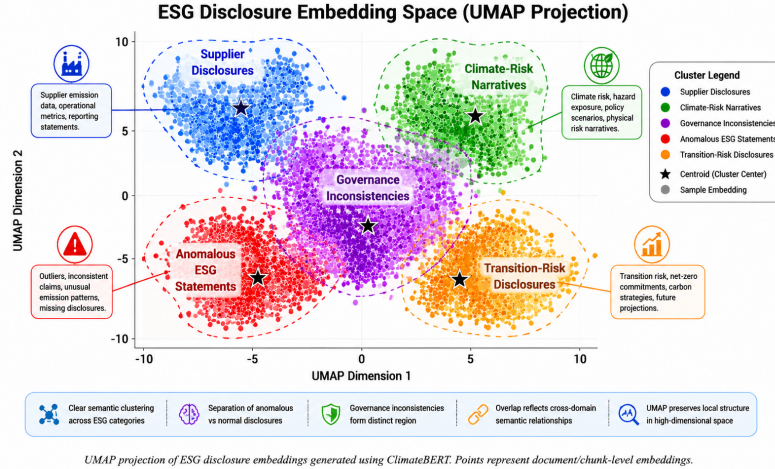 ESG Disclosure Embedding Space (UMAP Projection)
10
5
0
-5
-10
UMAP Dimension 2
-10
-5
0
5
10
UMAP Dimension 1
Supplier
Disclosures
Climate-Risk
Narratives
Governance
Inconsistencies
Anomalous
ESG
Statements
Transition-Risk
Disclosures
Supplier emission
data, operational
metrics, reporting
statements.
Climate risk, hazard
exposure, policy
scenarios, physical
risk narratives.
Outliers, inconsistent
claims, unusual
emission patterns,
missing disclosures.
Transition risk, net-zero
commitments, carbon
strategies, future
projections.
Cluster Legend
Supplier Disclosures
Climate-Risk Narratives
Governance Inconsistencies
Anomalous ESG Statements
Transition-Risk Disclosures
Centroid (Cluster Center)
Sample Embedding
Clear semantic clustering
across ESG categories
Separation of anomalous
vs normal disclosures
Governance inconsistencies
form distinct region
Overlap reflects cross-domain
semantic relationships
UMAP preserves local structure
in high-dimensional space
UMAP projection of ESG disclosure embeddings generated using ClimateBERT. Points represent document/chunk-level embeddings.